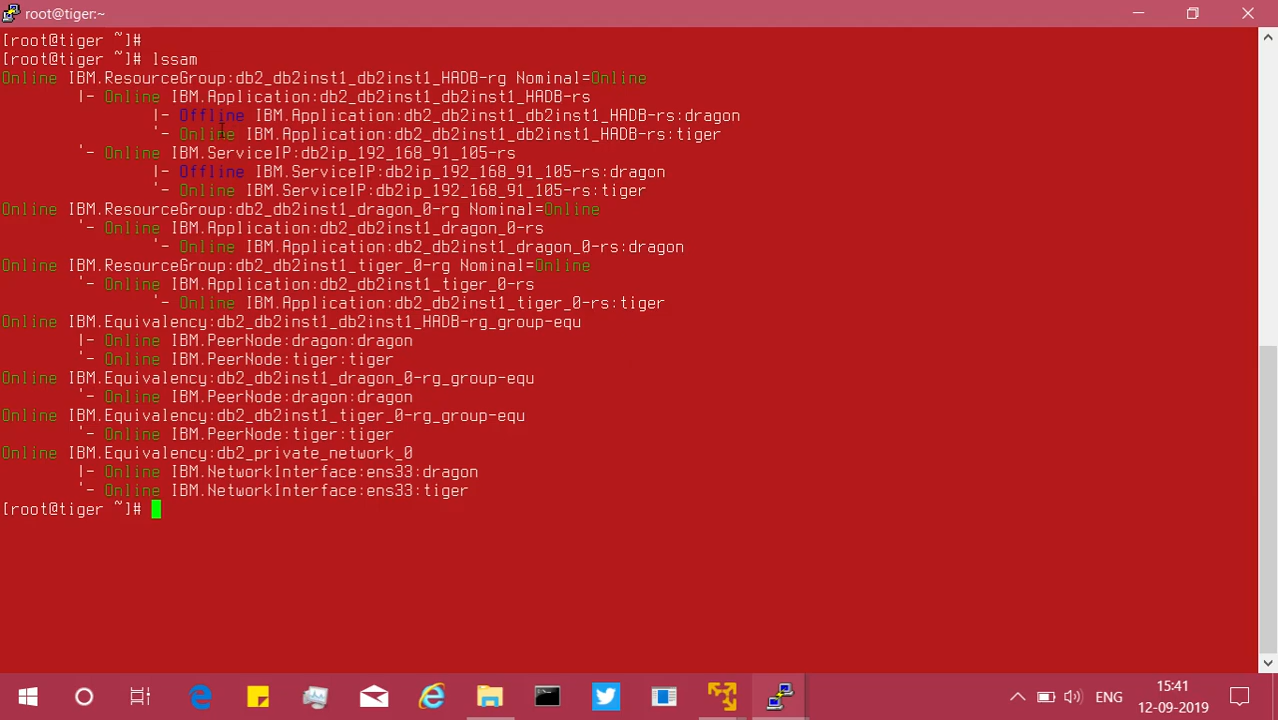 root@tiger:~
[root@tiger ~]#
[root@tiger ~]# lssam
Online IBM.ResourceGroup:db2_db2inst1_db2inst1_HADB-rg Nominal=Online
|- Online IBM.Application:db2_db2inst1_db2inst1_HADB-rs
|- Offline IBM.Application:db2_db2inst1_db2inst1_HADB-rs:dragon
'- Online IBM.Application:db2_db2inst1_db2inst1_HADB-rs:tiger
'- Online IBM.ServiceIP:db2ip_192_168_91_105-rs
|- Offline IBM.ServiceIP:db2ip_192_168_91_105-rs:dragon
'- Online IBM.ServiceIP:db2ip_192_168_91_105-rs:tiger
Online IBM.ResourceGroup:db2_db2inst1_dragon_0-rg Nominal=Online
'- Online IBM.Application:db2_db2inst1_dragon_0-rs
'- Online IBM.Application:db2_db2inst1_dragon_0-rs:dragon
Online IBM.ResourceGroup:db2_db2inst1_tiger_0-rg Nominal=Online
'- Online IBM.Application:db2_db2inst1_tiger_0-rs
'- Online IBM.Application:db2_db2inst1_tiger_0-rs:tiger
Online IBM.Equivalency:db2_db2inst1_db2inst1_HADB-rg_group-equ
|- Online IBM.PeerNode:dragon:dragon
'- Online IBM.PeerNode:tiger:tiger
Online IBM.Equivalency:db2_db2inst1_dragon_0-rg_group-equ
'- Online IBM.PeerNode:dragon:dragon
Online IBM.Equivalency:db2_db2inst1_tiger_0-rg_group-equ
'- Online IBM.PeerNode:tiger:tiger
Online IBM.Equivalency:db2_private_network_0
|- Online IBM.NetworkInterface:ens33:dragon
'- Online IBM.NetworkInterface:ens33:tiger
[root@tiger ~]#
ENG
15:41
12-09-2019